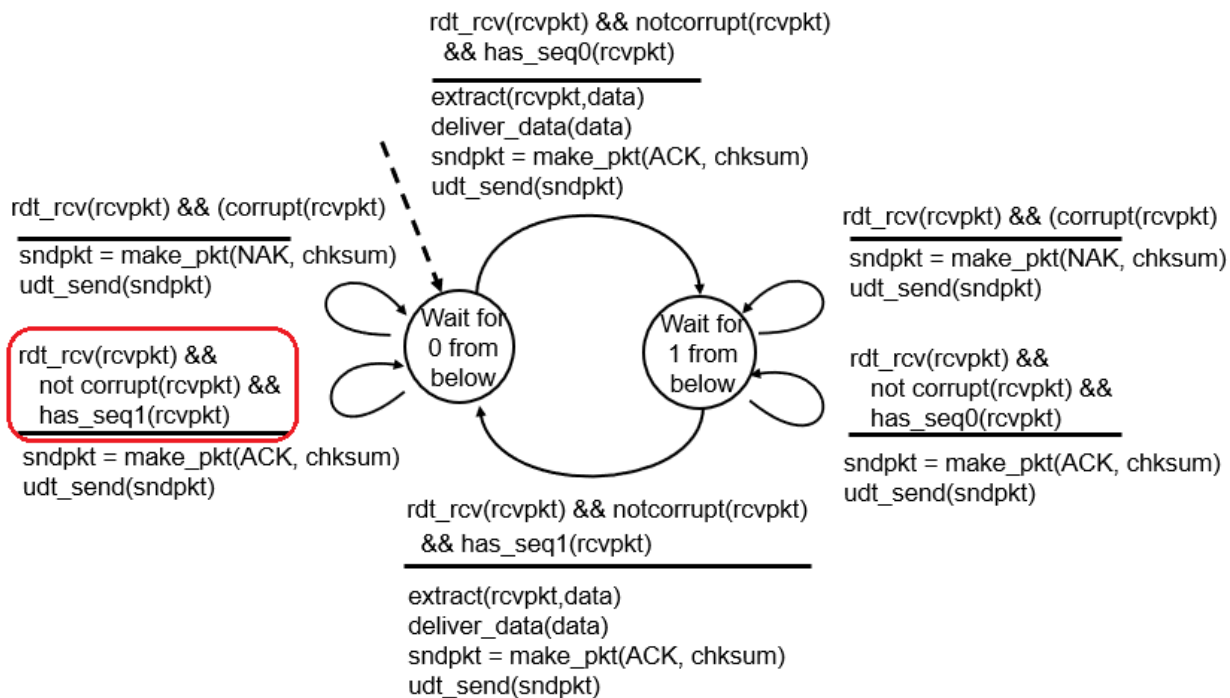 rdt_rcv(rcvpkt) && notcorrupt(rcvpkt)
&& has_seq0(rcvpkt)
extract(rcvpkt,data)
deliver_data(data)
sndpkt = make_pkt(ACK, chksum)
udt_send(sndpkt)
rdt_rcv(rcvpkt) && (corrupt(rcvpkt)
sndpkt = make_pkt(NAK, chksum)
udt_send(sndpkt)
rdt_rcv(rcvpkt) &&
not corrupt(rcvpkt) &&
has_seq1(rcvpkt)
sndpkt = make_pkt(ACK, chksum)
udt_send(sndpkt)
Wait for
0 from
below
Wait for
1 from
below
rdt_rcv(rcvpkt) && (corrupt(rcvpkt)
sndpkt = make_pkt(NAK, chksum)
udt_send(sndpkt)
rdt_rcv(rcvpkt) &&
not corrupt(rcvpkt) &&
has_seq0(rcvpkt)
sndpkt = make_pkt(ACK, chksum)
udt_send(sndpkt)
rdt_rcv(rcvpkt) && notcorrupt(rcvpkt)
&& has_seq1(rcvpkt)
extract(rcvpkt,data)
deliver_data(data)
sndpkt = make_pkt(ACK, chksum)
udt_send(sndpkt)